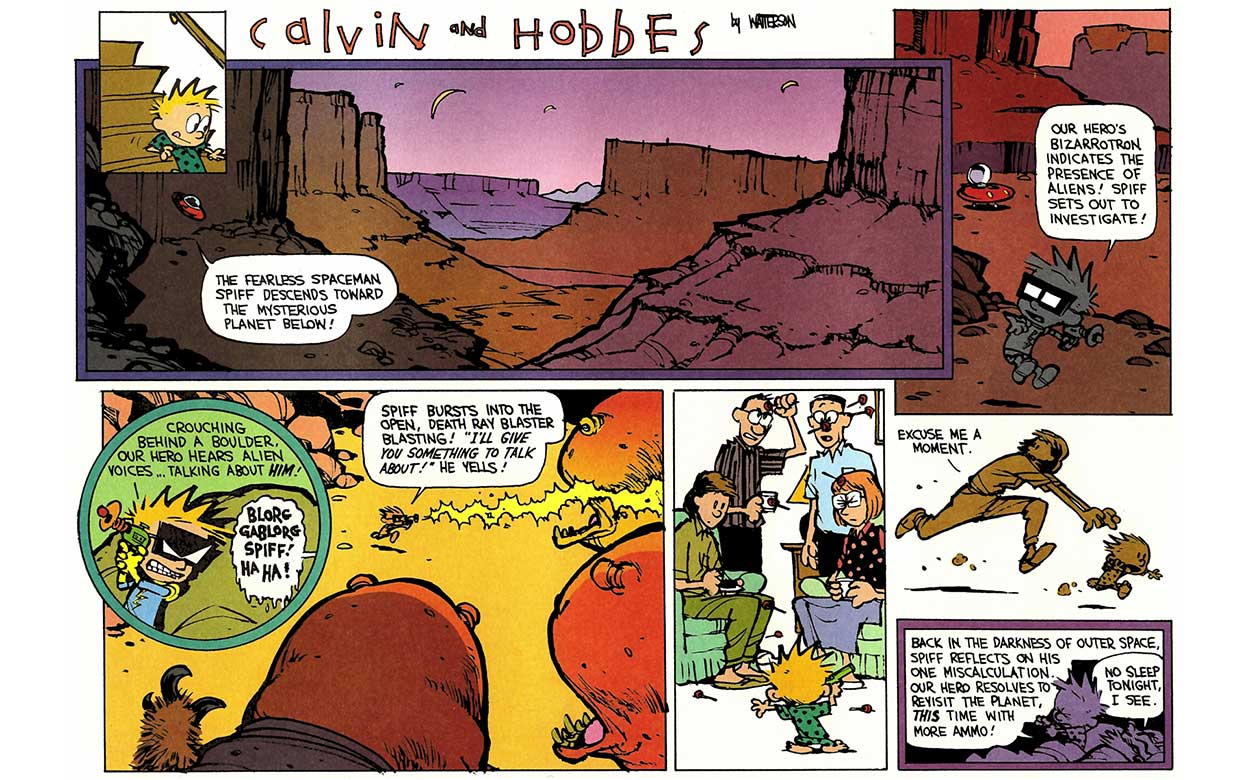 Calvin and Hobbes
by WATTERSON
THE FEARLESS SPACEMAN
SPIFF DESCENDS TOWARD
THE MYSTERIOUS
PLANET BELOW!
OUR HERO'S
BIZARROTRON
INDICATES THE
PRESENCE OF
ALIENS! SPIFF
SETS OUT TO
INVESTIGATE!
CROUCHING
BEHIND A BOULDER,
OUR HERO HEARS ALIEN
VOICES...TALKING ABOUT HIM!
BLORG
GABLORG
SPIFF!
HA HA!
SPIFF BURSTS INTO THE
OPEN, DEATH RAY BLASTER
BLASTING! "I'LL GIVE
YOU SOMETHING TO TALK
ABOUT!" HE YELLS!
EXCUSE ME A
MOMENT.
BACK IN THE DARKNESS OF OUTER SPACE,
SPIFF REFLECTS ON HIS
ONE MISCALCULATION.
OUR HERO RESOLVES TO
REVISIT THE PLANET,
THIS TIME WITH
MORE AMMO!
NO SLEEP
TONIGHT,
I SEE.